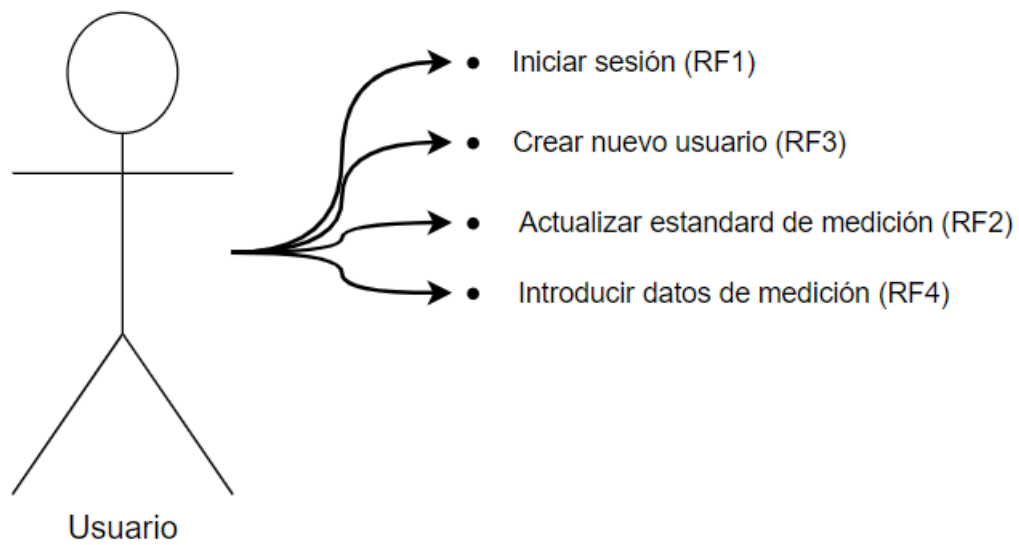 Iniciar sesión (RF1)
Crear nuevo usuario (RF3)
Actualizar estandard de medición (RF2)
Introducir datos de medición (RF4)
Usuario